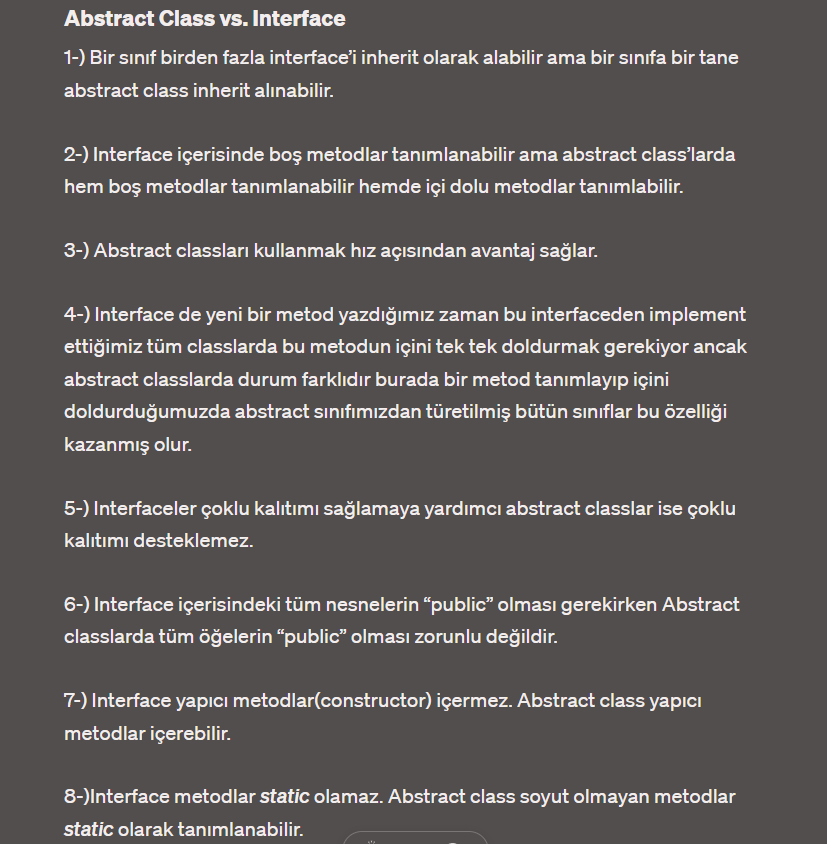 Abstract Class vs. Interface
1-) Bir sınıf birden fazla interface’i inherit olarak alabilir ama bir sınıfa bir tane
abstract class inherit alınabilir.
2-) Interface içerisinde boş metodlar tanımlanabilir ama abstract class’larda
hem boş metodlar tanımlanabilir hemde içi dolu metodlar tanımlabilir.
3-) Abstract classları kullanmak hız açısından avantaj sağlar.
4-) Interface de yeni bir metod yazdığımız zaman bu interfaceden implement
ettiğimiz tüm classlarda bu metodun içini tek tek doldurmak gerekiyor ancak
abstract classlarda durum farklıdır burada bir metod tanımlayıp içini
doldurduğumuzda abstract sınıfımızdan türetilmiş bütün sınıflar bu özelliği
kazanmış olur.
5-) Interfaceler çoklu kalıtımı sağlamaya yardımcı abstract classlar ise çoklu
kalıtımı desteklemez.
6-) Interface içerisindeki tüm nesnelerin “public” olması gerekirken Abstract
classlarda tüm öğelerin “public” olması zorunlu değildir.
7-) Interface yapıcı metodlar(constructor) içermez. Abstract class yapıcı
metodlar içerebilir.
8-)Interface metodlar static olamaz. Abstract class soyut olmayan metodlar
static olarak tanımlanabilir.